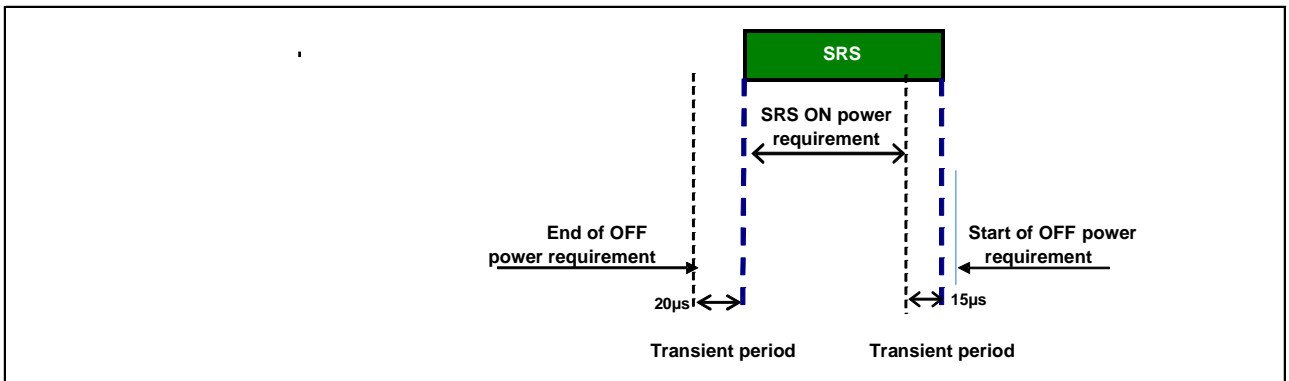 SRS
SRS ON power
requirement
End of OFF
power requirement
Start of OFF power
requirement
20µs
15µs
Transient period
Transient period